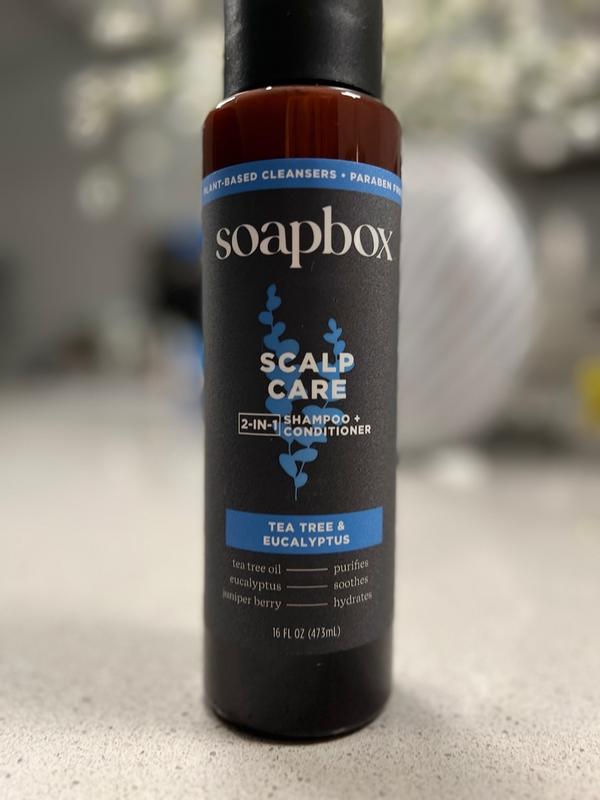 PLANT-BASED CLEANSERS • PARABEN FREE
soapbox
SCALP
CARE
2-IN-1 SHAMPOO +
CONDITIONER
TEA TREE &
EUCALYPTUS
tea tree oil purifies
eucalyptus soothes
juniper berry hydrates
16 FL OZ (473mL)